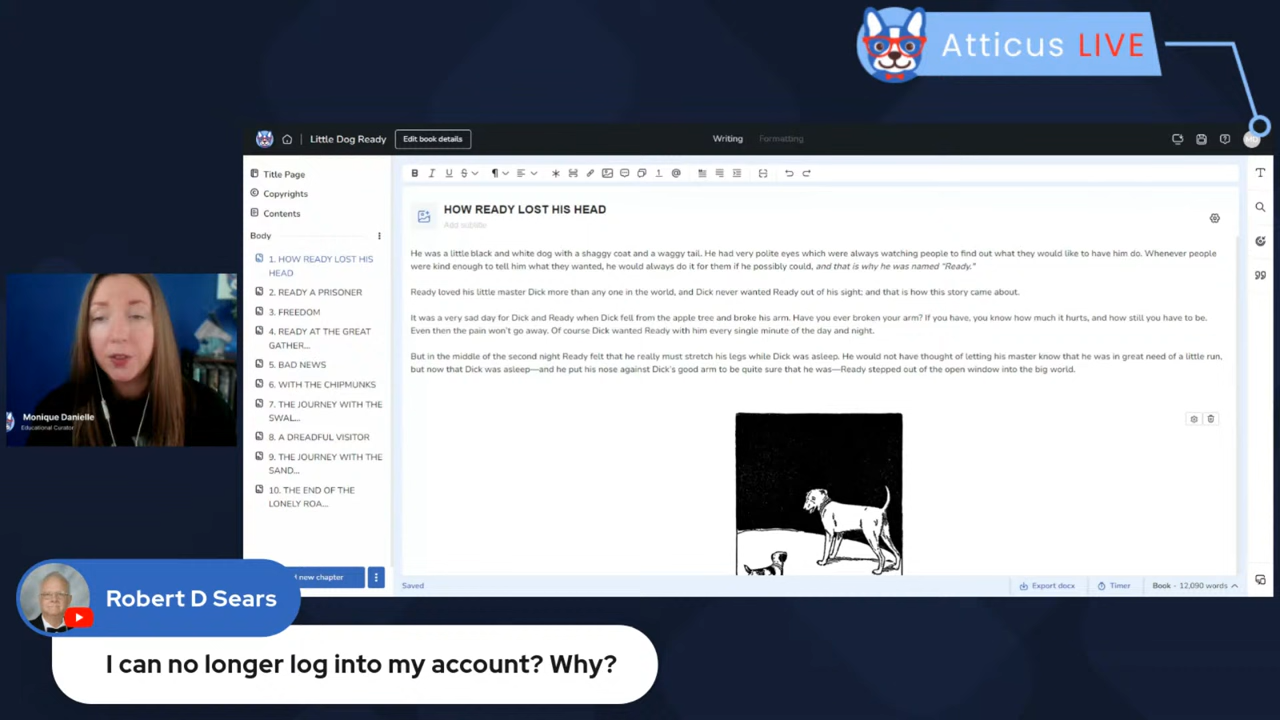 Atticus LIVE
Little Dog Ready
Edit book details
Writing
Formatting
Title Page
Copyrights
Contents
Body
1. HOW READY LOST HIS
HEAD
2. READY A PRISONER
3. FREEDOM
4. READY AT THE GREAT
GATHER...
5. BAD NEWS
6. WITH THE CHIPMUNKS
7. THE JOURNEY WITH THE
SWAL...
8. A DREADFUL VISITOR
9. THE JOURNEY WITH THE
SAND...
10. THE END OF THE
LONELY ROA...
new chapter
HOW READY LOST HIS HEAD
Add subtitle
He was a little black and white dog with a shaggy coat and a waggy tail. He had very polite eyes which were always watching people to find out what they would like to have him do. Whenever people
were kind enough to tell him what they wanted, he would always do it for them if he possibly could, and that is why he was named "Ready."
Ready loved his little master Dick more than any one in the world, and Dick never wanted Ready out of his sight; and that is how this story came about.
It was a very sad day for Dick and Ready when Dick fell from the apple tree and broke his arm. Have you ever broken your arm? If you have, you know how much it hurts, and how still you have to be.
Even then the pain won't go away. Of course Dick wanted Ready with him every single minute of the day and night.
But in the middle of the second night Ready felt that he really must stretch his legs while Dick was asleep. He would not have thought of letting his master know that he was in great need of a little run,
but now that Dick was asleep—and he put his nose against Dick's good arm to be quite sure that he was—Ready stepped out of the open window into the big world.
Saved
Export docx
Timer
Book - 12,090 words
Monique Danielle
Educational Curator
Robert D Sears
I can no longer log into my account? Why?